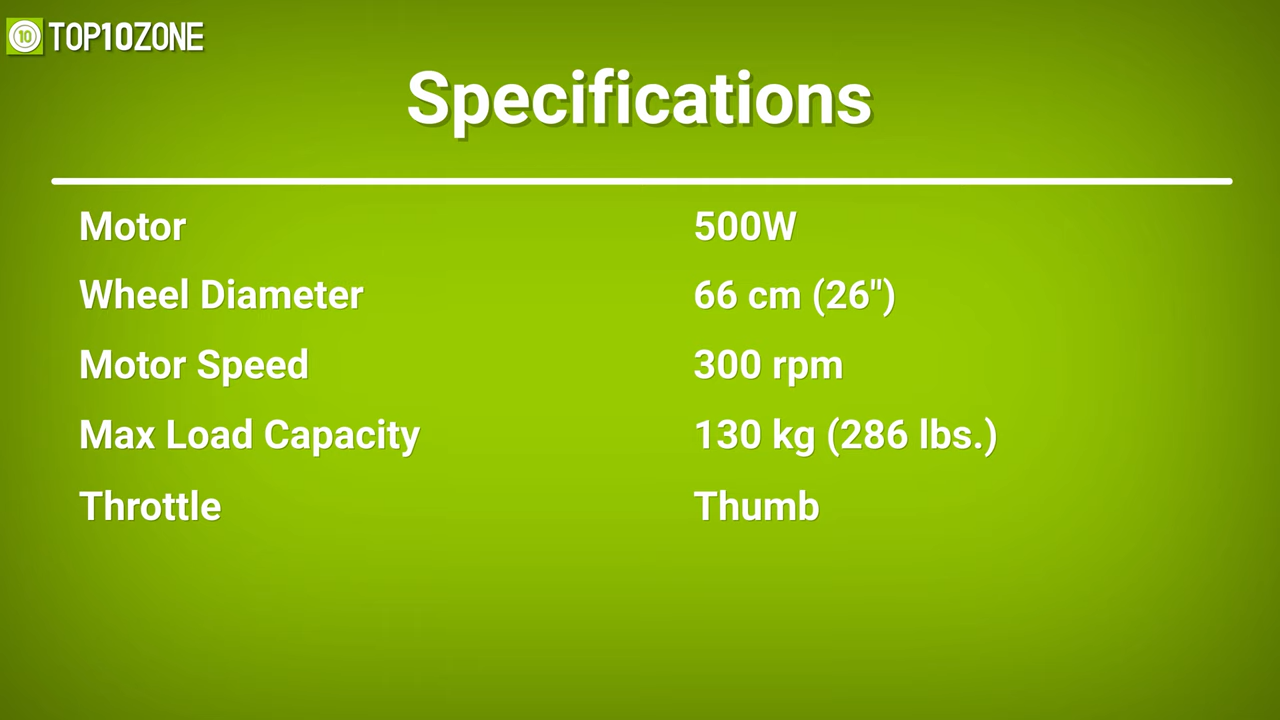 10 TOP10ZONE
Specifications
Motor 500W
Wheel Diameter 66 cm (26")
Motor Speed 300 rpm
Max Load Capacity 130 kg (286 lbs.)
Throttle Thumb